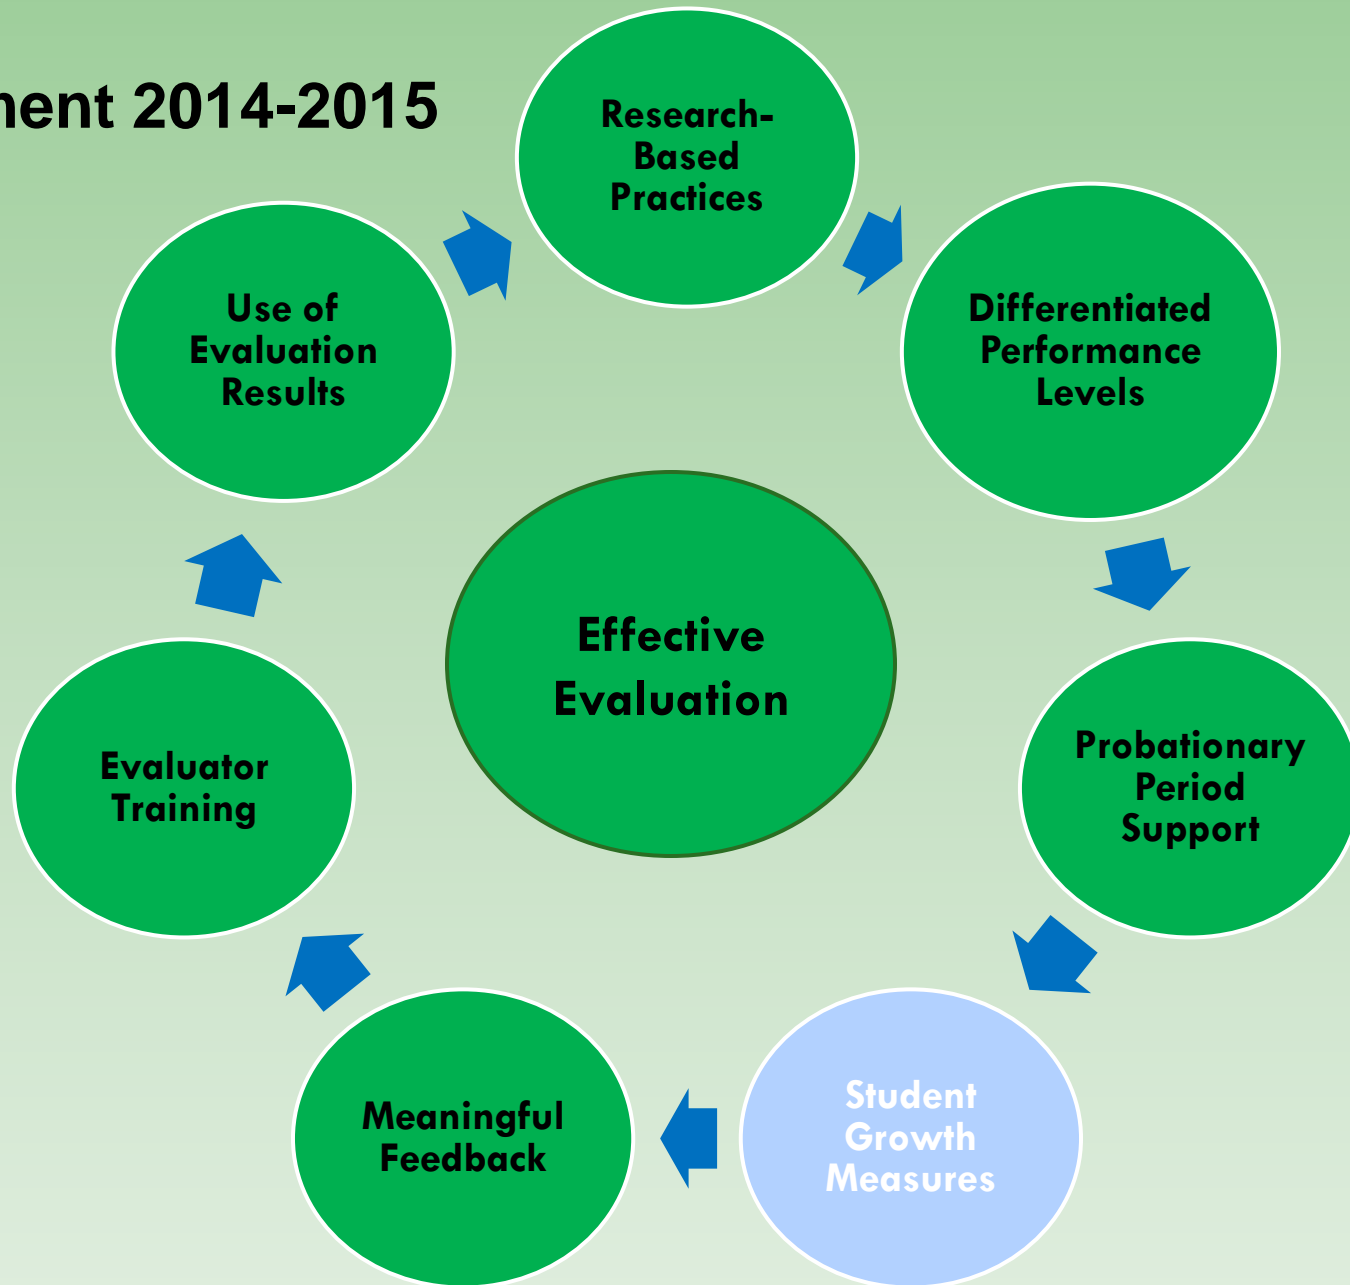 2014-2015
Research-
Based
Practices
Differentiated
Performance
Levels
Probationary
Period
Support
Student
Growth
Measures
Meaningful
Feedback
Evaluator
Training
Use of
Evaluation
Results
Effective
Evaluation